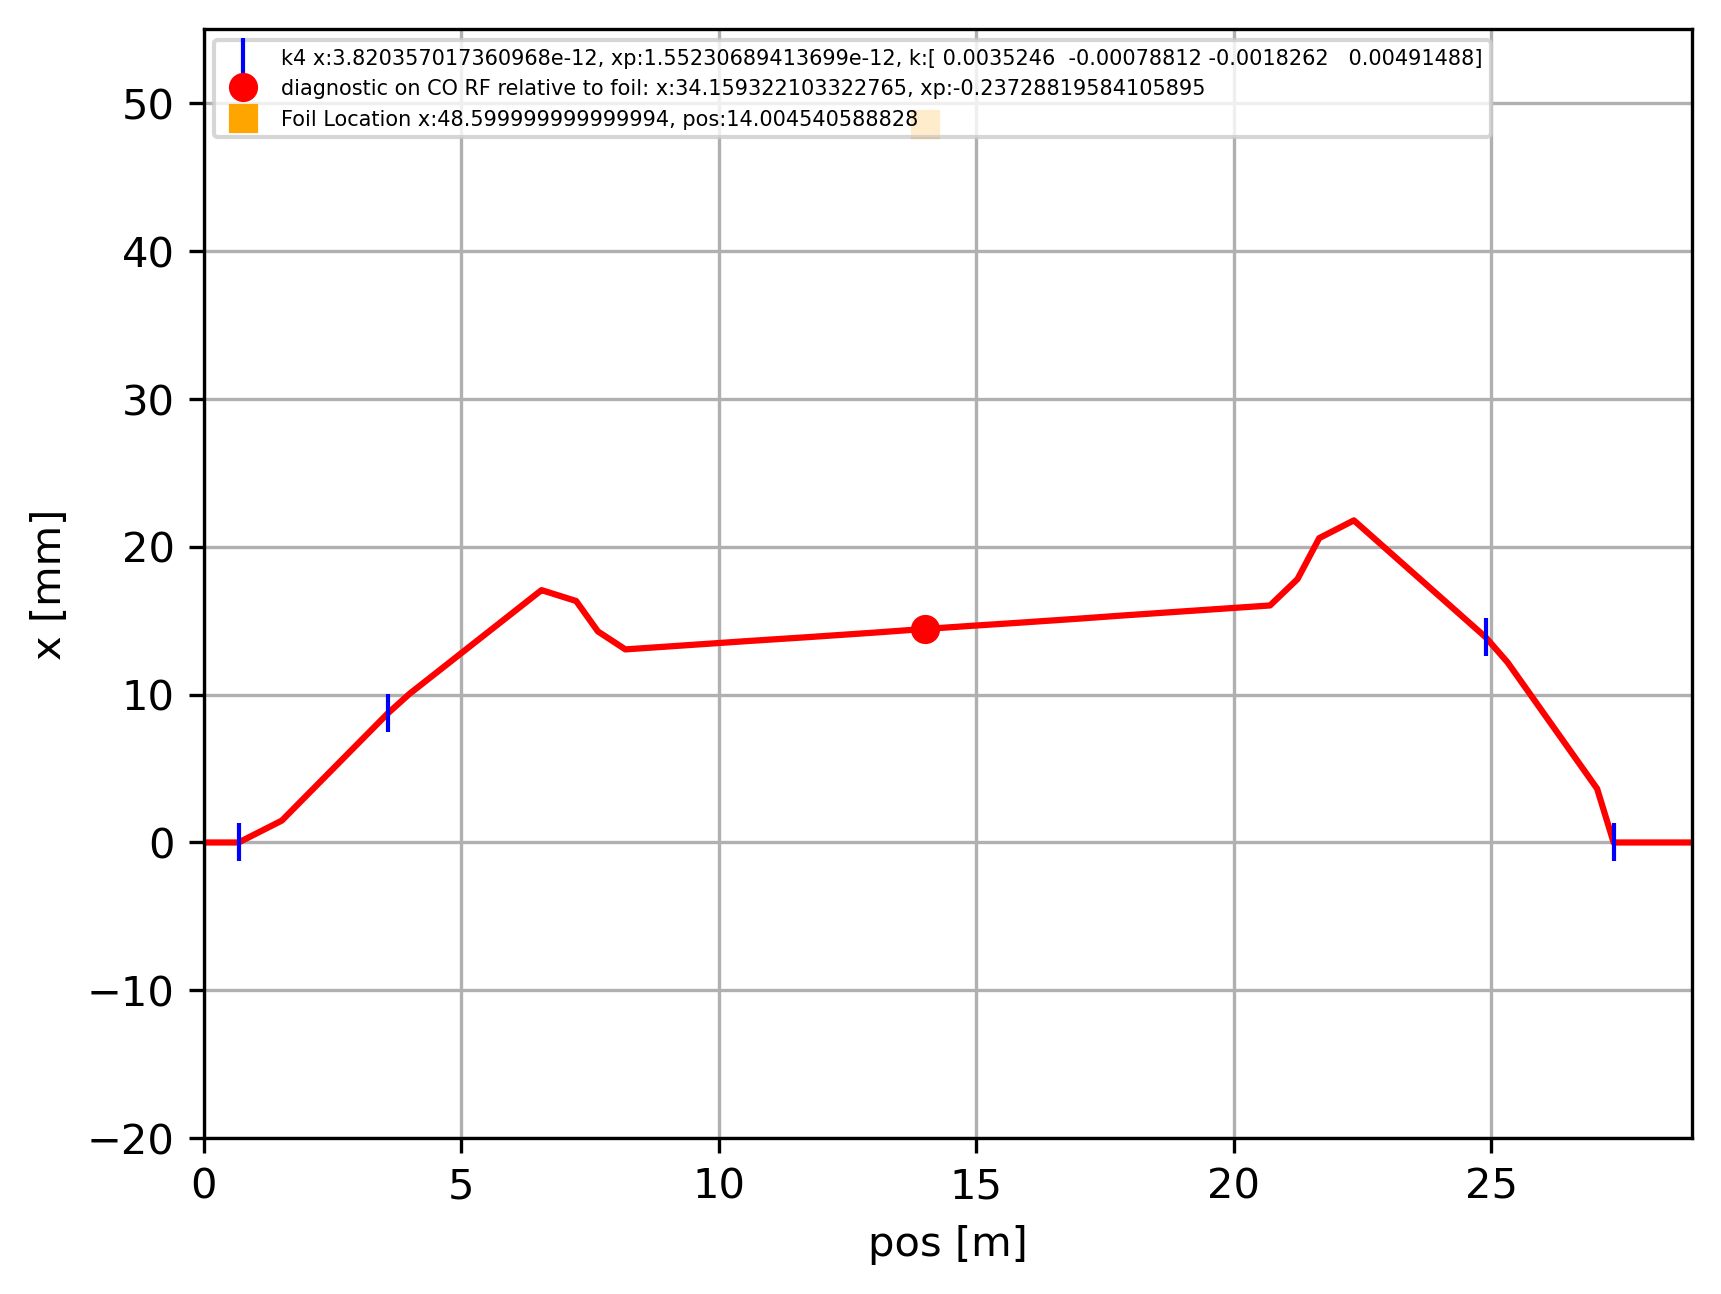 k4 x:3.820357017360968e-12, xp:1.55230689413699e-12, k:[ 0.0035246  -0.00078812 -0.0018262   0.00491488]
diagnostic on CO RF relative to foil: x:34.159322103322765, xp:-0.23728819584105895
Foil Location x:48.599999999999994, pos:14.004540588828
50
40
30
20
10
0
−10
−20
x [mm]
0 5 10 15 20 25
pos [m]